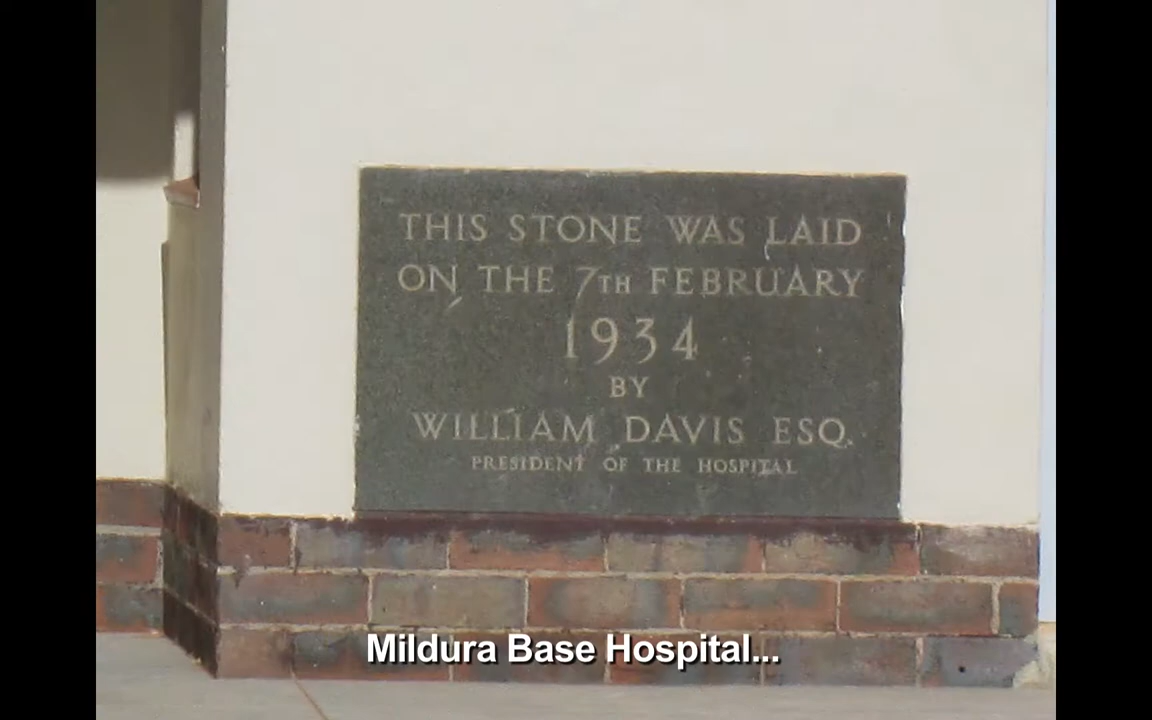 THIS STONE WAS LAID
ON THE 7TH FEBRUARY
1934
BY
WILLIAM DAVIS ESQ.
PRESIDENT OF THE HOSPITAL
Mildura Base Hospital...